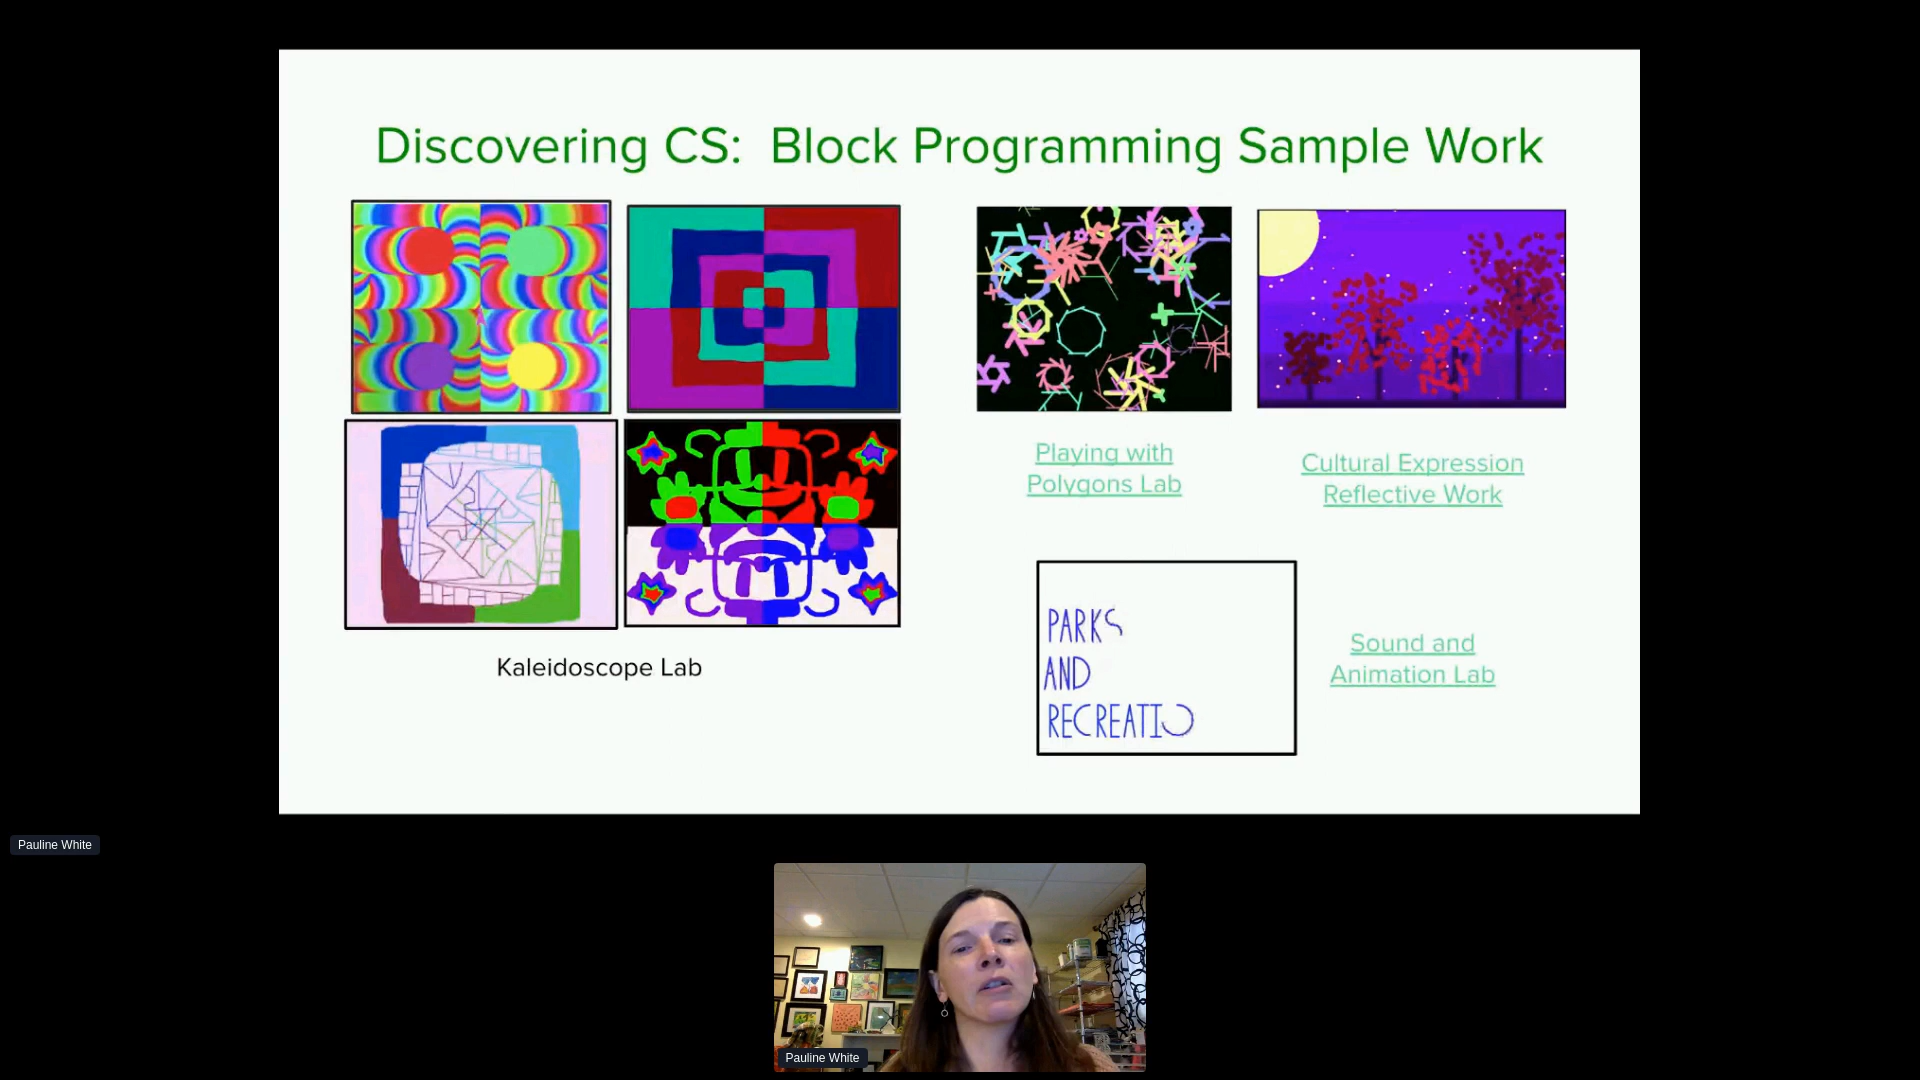 Discovering CS:  Block Programming Sample Work
Playing with
Polygons Lab
Cultural Expression
Reflective Work
Kaleidoscope Lab
PARKS
AND
RECREATIO
Sound and
Animation Lab
Pauline White
Pauline White